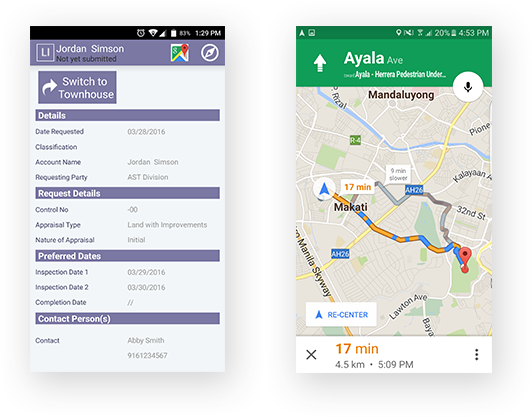 83% 1:29 PM
LI
Jordan Simson
Not yet submitted
Switch to
Townhouse
Details
Date Requested 03/28/2016
Classification
Account Name Jordan Simson
Requesting Party AST Division
Request Details
Control No -00
Appraisal Type Land with Improvements
Nature of Appraisal Initial
Preferred Dates
Inspection Date 1 03/29/2016
Inspection Date 2 03/30/2016
Completion Date //
Contact Person(s)
Contact Abby Smith
9161234567
20% 4:53 PM
Ayala Ave
Ayala - Herrera Pedestrian Under...
Mandaluyong
Rizal
Pione
R-4
9 min
slower
Kalayaan A
17 min
AH26
Makati
32nd St
AH26
Manila Skyway
Lawton Ave
Baya
RE-CENTER
17 min
4.5 km • 5:09 PM